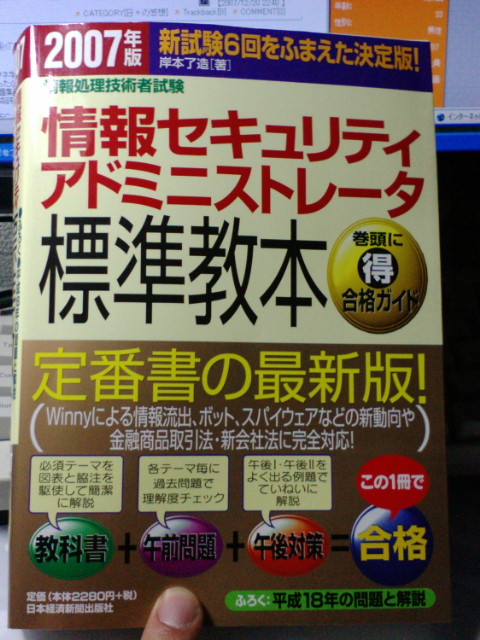 CATEGORY
の感想
Trackback
COMMENT
[2007/12/20 22:40]
2007年版
新試験6回をふまえた決定版!
岸本了造[著]
情報処理技術者試験
情報セキュリティ
アドミニストレータ
標準教本
巻頭に
得
合格ガイド
定番書の最新版!
(Winnyによる情報流出、ボット、スパイウェアなどの新動向や
金融商品取引法・新会社法に完全対応!)
必須テーマを
図表と脚注を
駆使して簡潔
に解説
各テーマ毎に
過去問題で
理解度チェック
午後Ⅰ・午後Ⅱを
よく出る例題で
ていねいに
解説
この1冊で
教科書+午前問題+午後対策=合格
定価(本体2280円+税)
日本経済新聞出版社
ふろく:平成18年の問題と解説